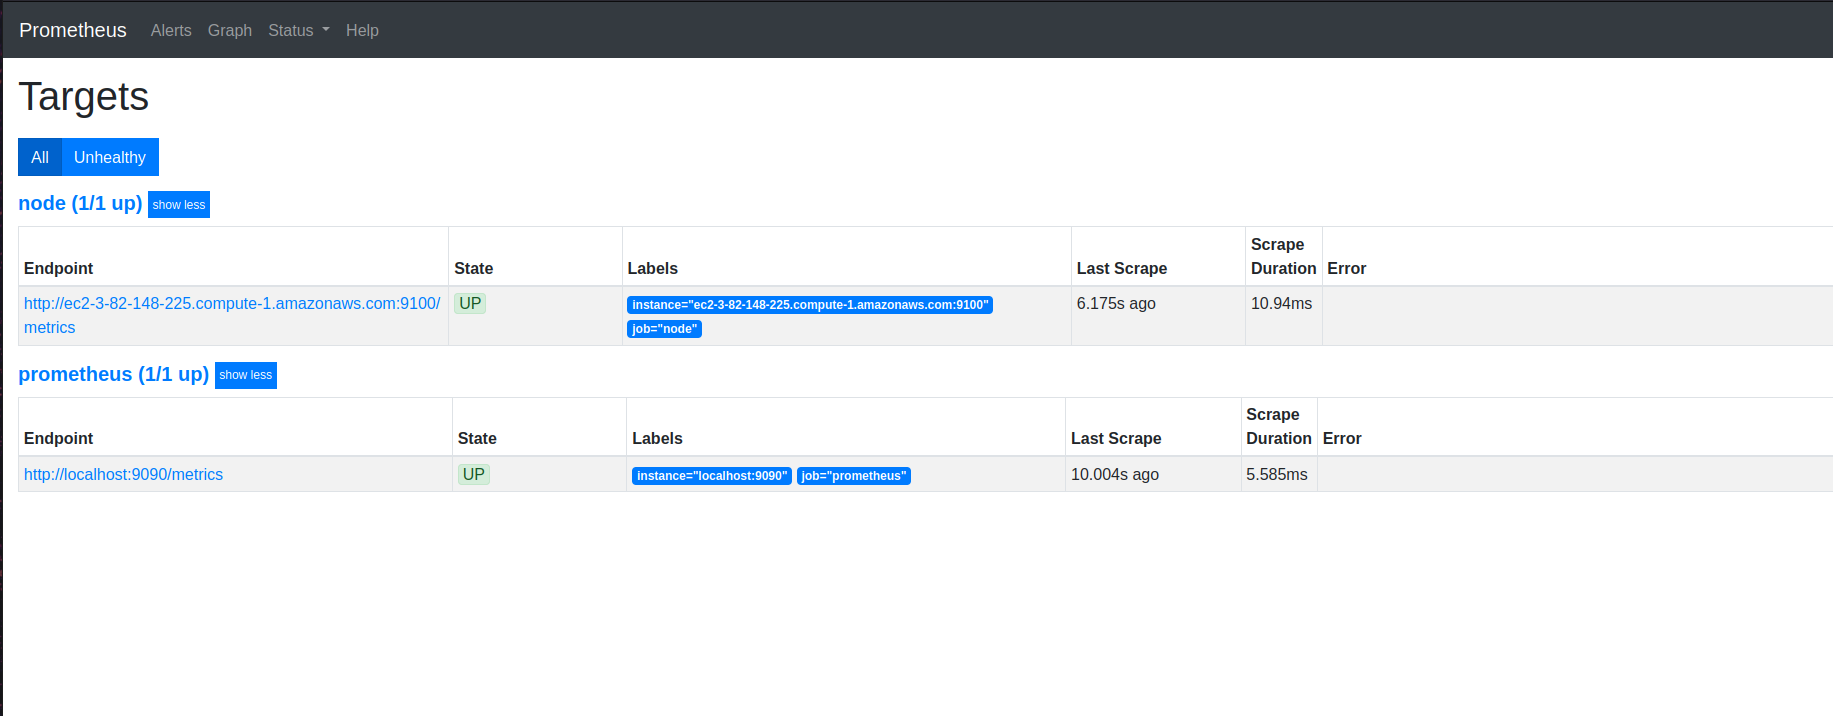 Prometheus Alerts Graph Status Help
Targets
All Unhealthy
node (1/1 up) show less
Endpoint State Labels Last Scrape Scrape Duration Error
http://ec2-3-82-148-225.compute-1.amazonaws.com:9100/ UP instance="ec2-3-82-148-225.compute-1.amazonaws.com:9100" 6.175s ago 10.94ms
metrics job="node"
prometheus (1/1 up) show less
Endpoint State Labels Last Scrape Scrape Duration Error
http://localhost:9090/metrics UP instance="localhost:9090" job="prometheus" 10.004s ago 5.585ms